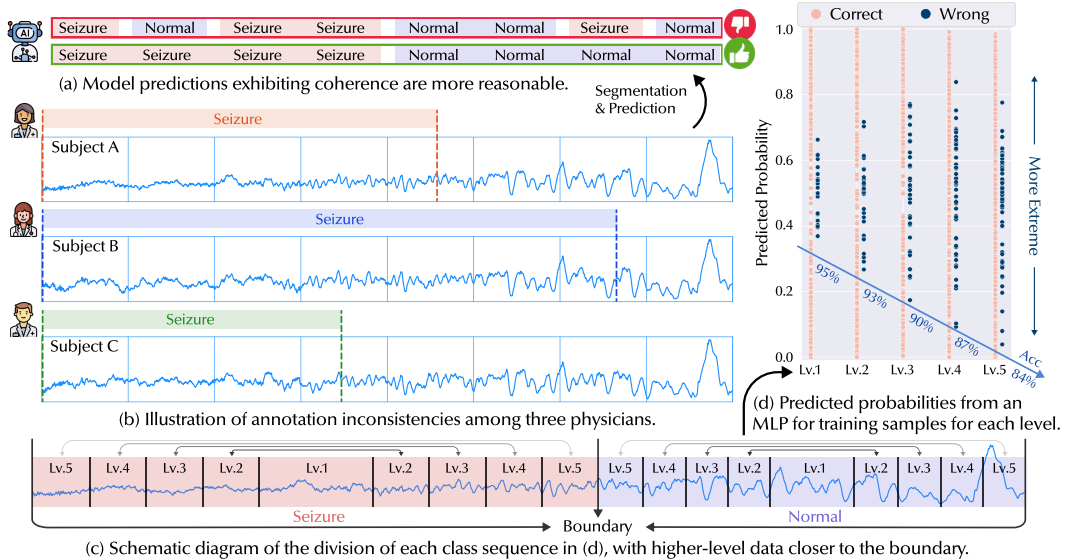 AI
Seizure Normal Seizure Seizure Normal Normal Seizure Normal
Seizure Seizure Seizure Seizure Normal Normal Normal Normal
(a) Model predictions exhibiting coherence are more reasonable.
Segmentation
& Prediction
Seizure
Subject A
Seizure
Subject B
Seizure
Subject C
(b) Illustration of annotation inconsistencies among three physicians.
Correct Wrong
Predicted Probability
1.0
0.8
0.6
0.4
0.2
0.0
More Extreme
95%
93%
90%
87%
84%
Acc
Lv.1 Lv.2 Lv.3 Lv.4 Lv.5
(d) Predicted probabilities from an
MLP for training samples for each level.
Lv.5 Lv.4 Lv.3 Lv.2 Lv.1 Lv.2 Lv.3 Lv.4 Lv.5 Lv.5 Lv.4 Lv.3 Lv.2 Lv.1 Lv.2 Lv.3 Lv.4 Lv.5
Seizure Boundary Normal
(c) Schematic diagram of the division of each class sequence in (d), with higher-level data closer to the boundary.